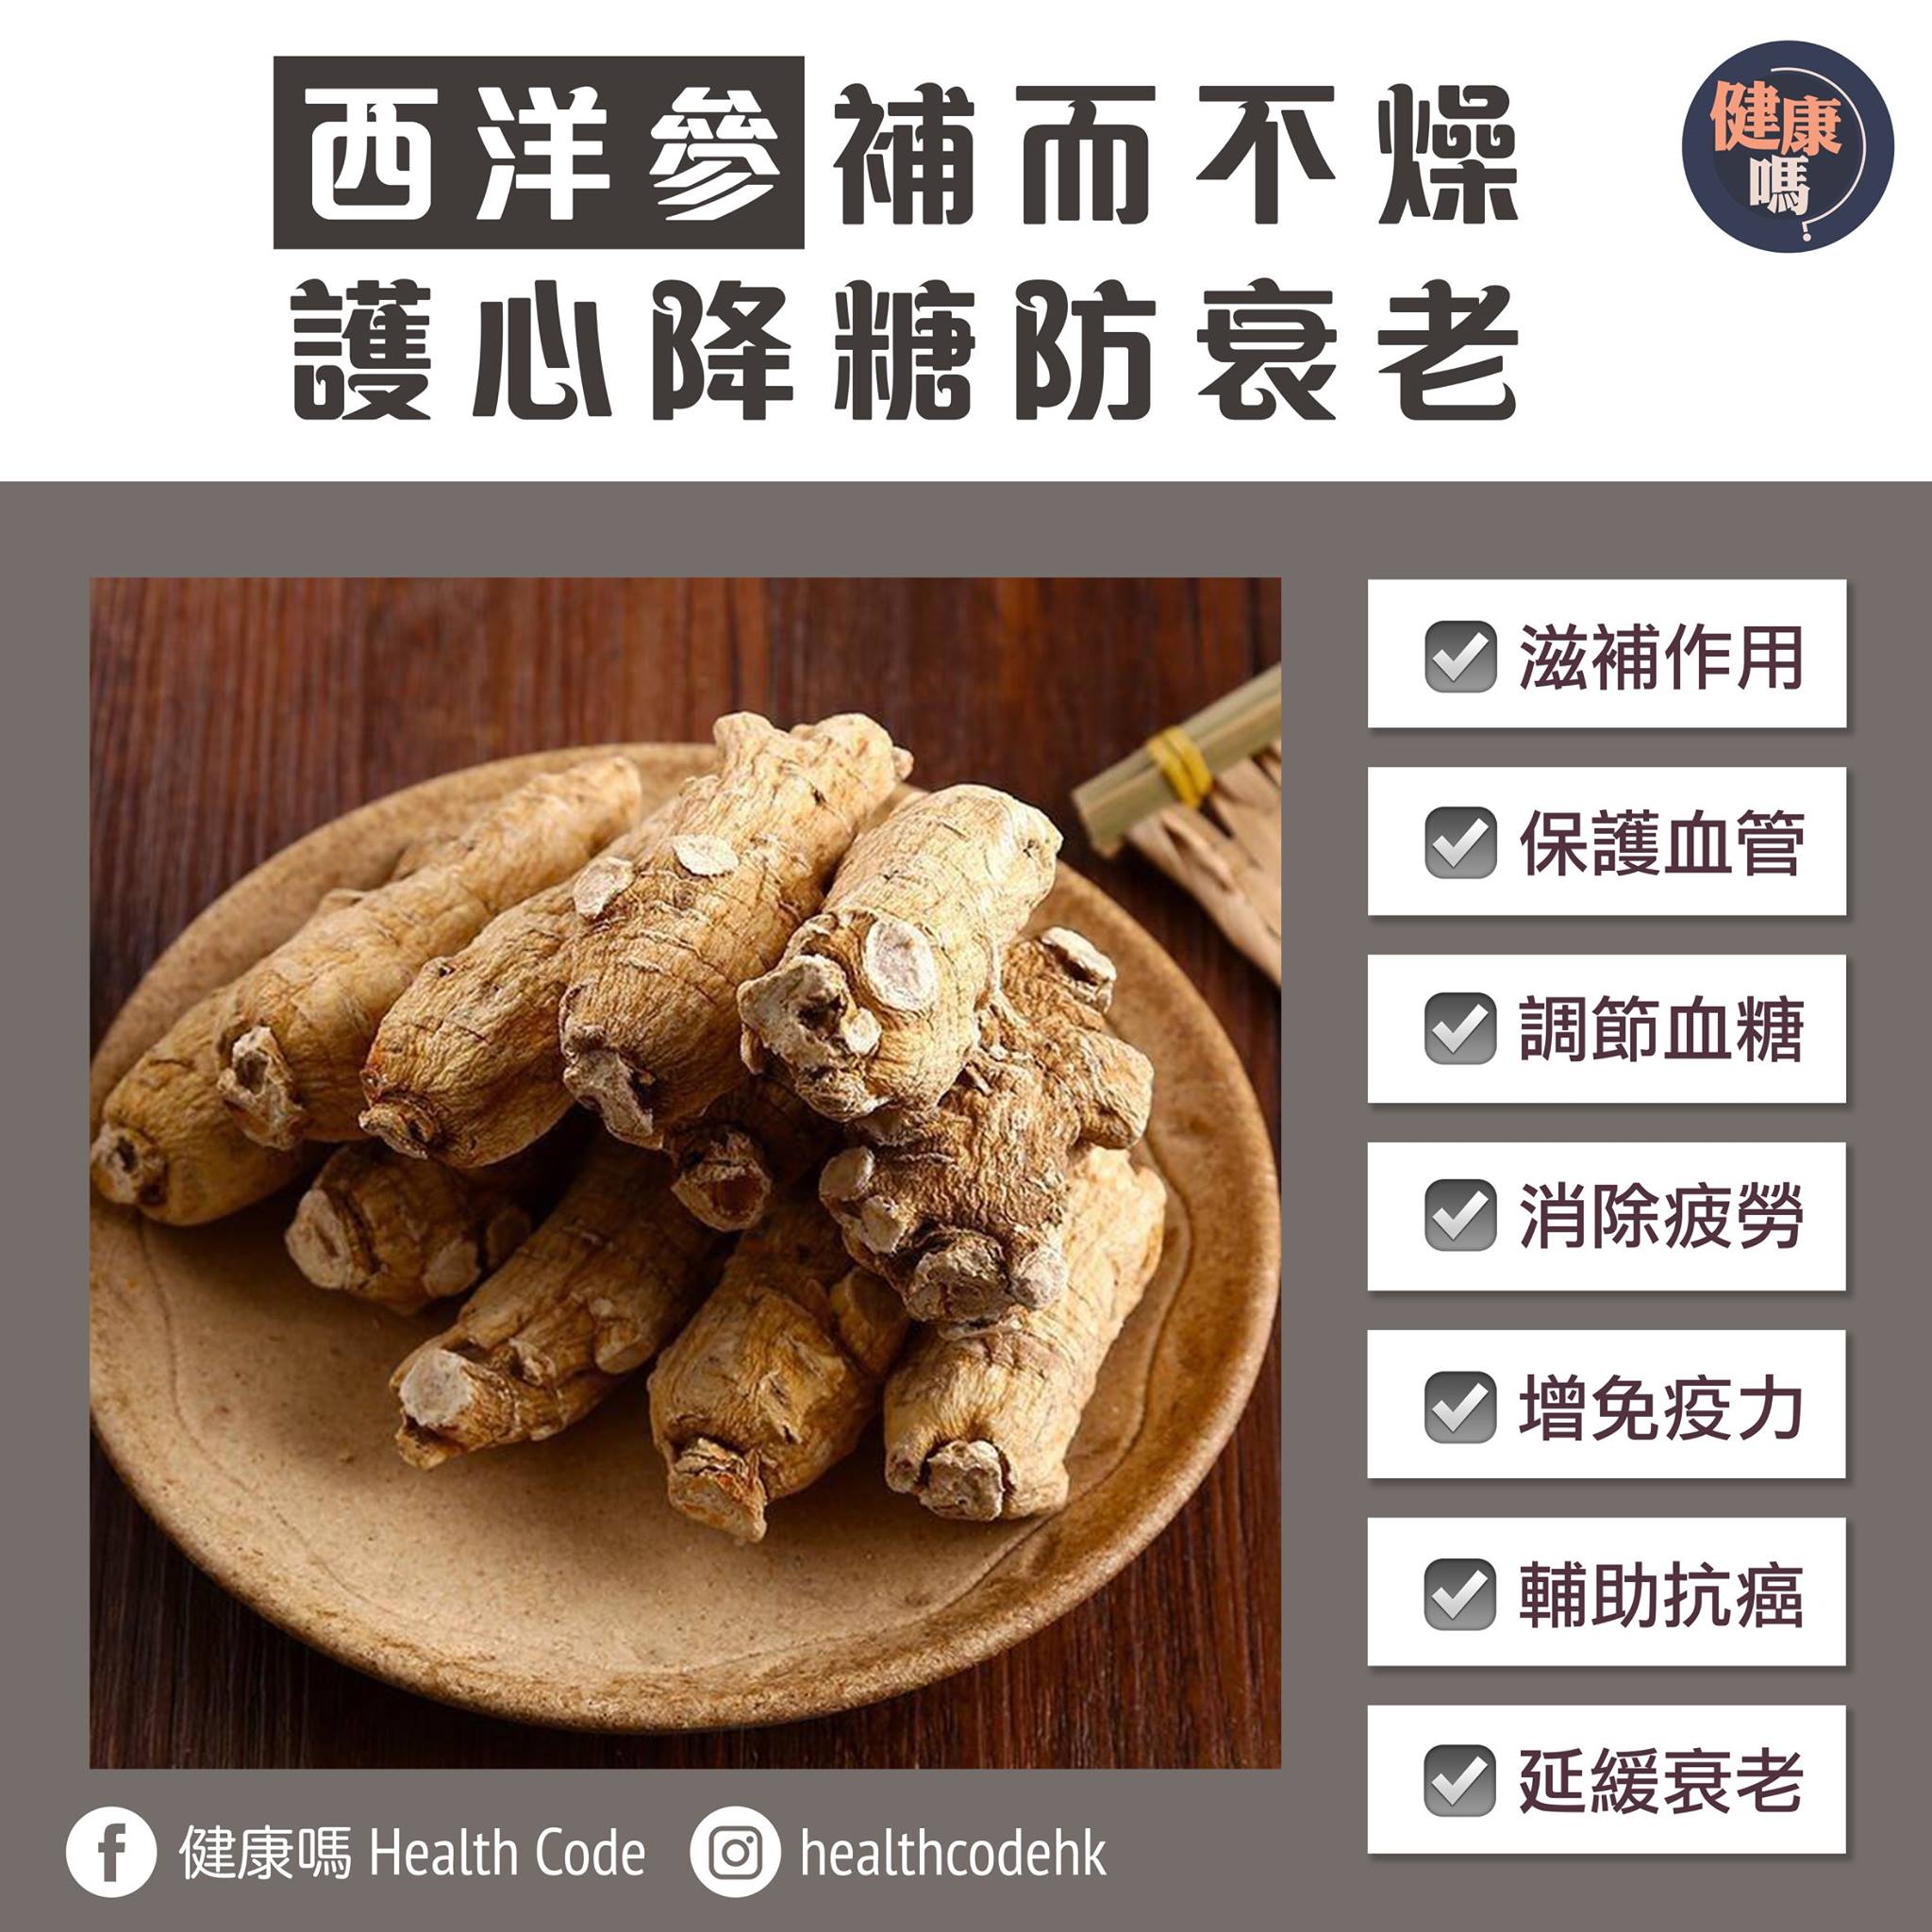 西洋參補而不燥
護心降糖防衰老
健康
嗎?
滋補作用
保護血管
調節血糖
消除疲勞
增免疫力
輔助抗癌
延緩衰老
健康嗎 Health Code
healthcodehk